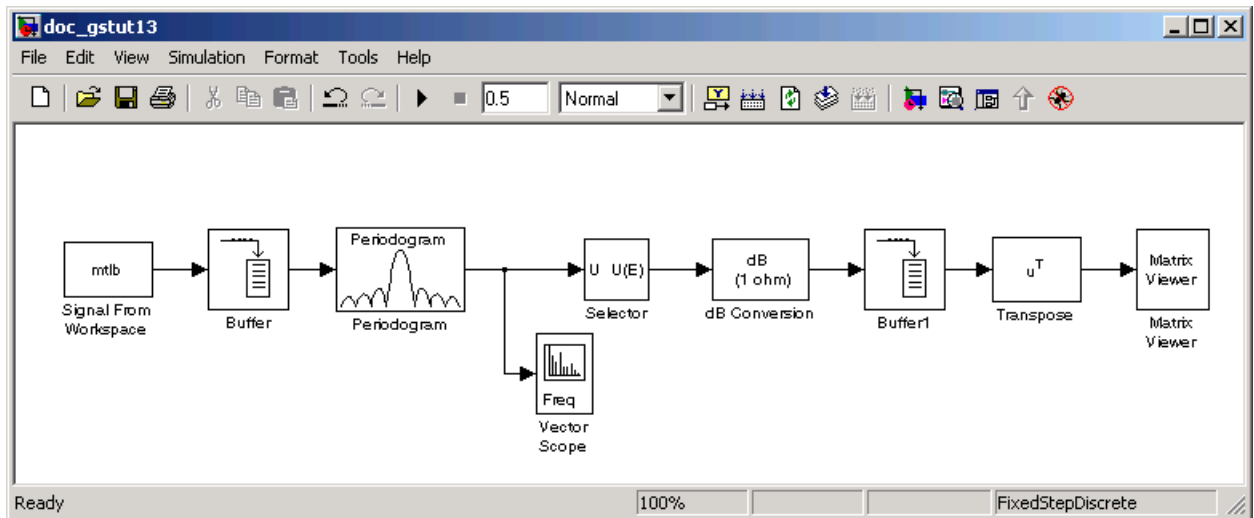 doc_gstut13
File Edit View Simulation Format Tools Help
0.5 Normal
Periodogram
mtlb
U U(E)
dB
(1 ohm)
uT
Matrix
Viewer
Signal From
Workspace
Buffer
Periodogram
Selector
dB Conversion
Buffer1
Transpose
Matrix
Viewer
Freq
Vector
Scope
Ready 100% FixedStepDiscrete